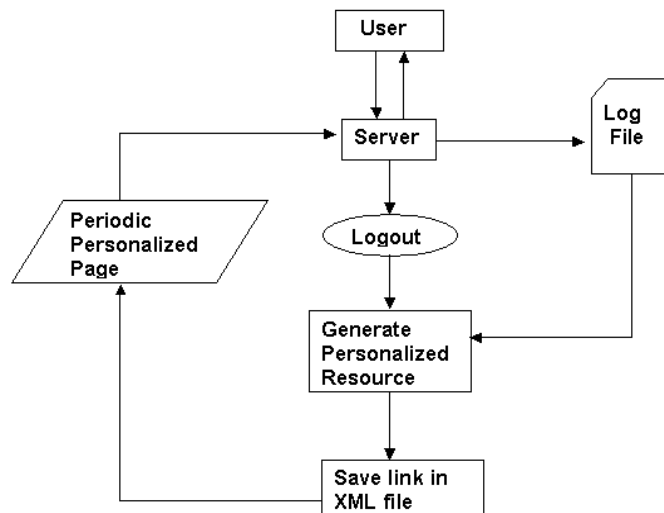 User
Server
Log
File
Periodic
Personalized
Page
Logout
Generate
Personalized
Resource
Save link in
XML file